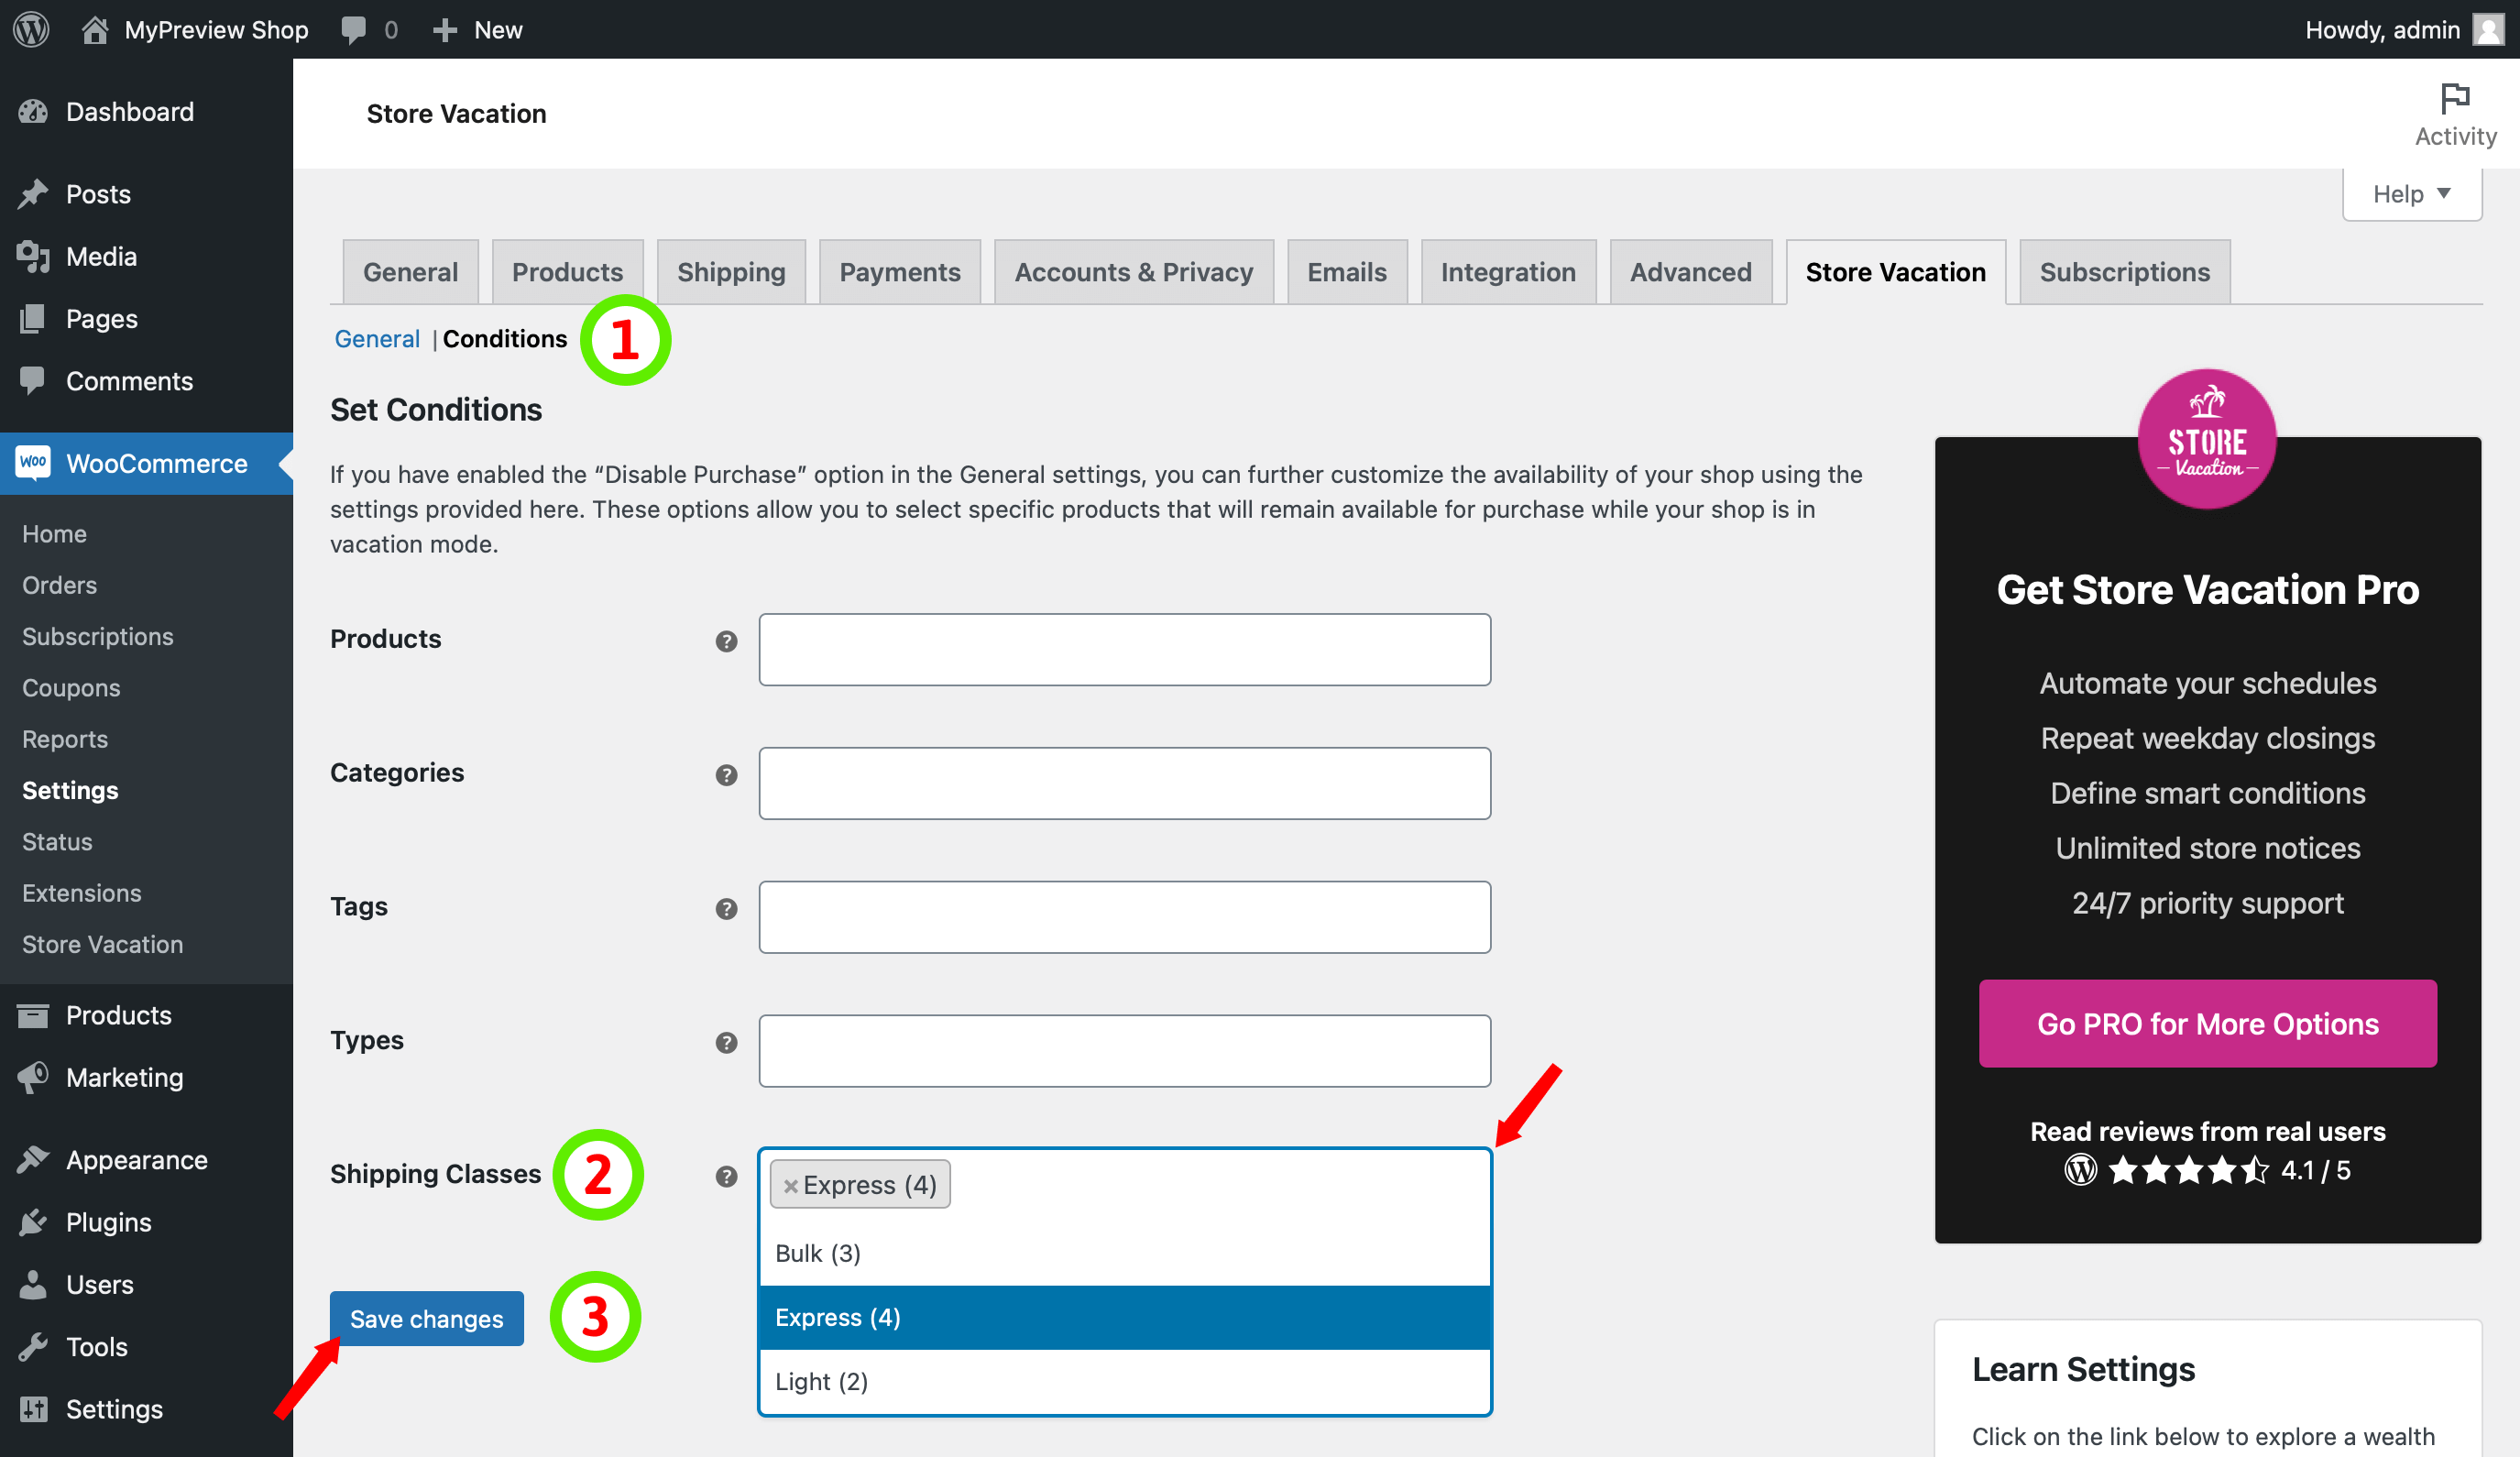 MyPreview Shop
0
New
Howdy, admin
Dashboard
Posts
Media
Pages
Comments
Woo
WooCommerce
Home
Orders
Subscriptions
Coupons
Reports
Settings
Status
Extensions
Store Vacation
Products
Marketing
Appearance
Plugins
Users
Tools
Settings
Store Vacation
Activity
Help
General
Products
Shipping
Payments
Accounts & Privacy
Emails
Integration
Advanced
Store Vacation
Subscriptions
General | Conditions
1
Set Conditions
If you have enabled the “Disable Purchase” option in the General settings, you can further customize the availability of your shop using the
settings provided here. These options allow you to select specific products that will remain available for purchase while your shop is in
vacation mode.
Products
Categories
Tags
Types
Shipping Classes
2
×Express (4)
Bulk (3)
Express (4)
Light (2)
Save changes
3
STORE
Vacation
Get Store Vacation Pro
Automate your schedules
Repeat weekday closings
Define smart conditions
Unlimited store notices
24/7 priority support
Go PRO for More Options
Read reviews from real users
4.1 / 5
Learn Settings
Click on the link below to explore a wealth